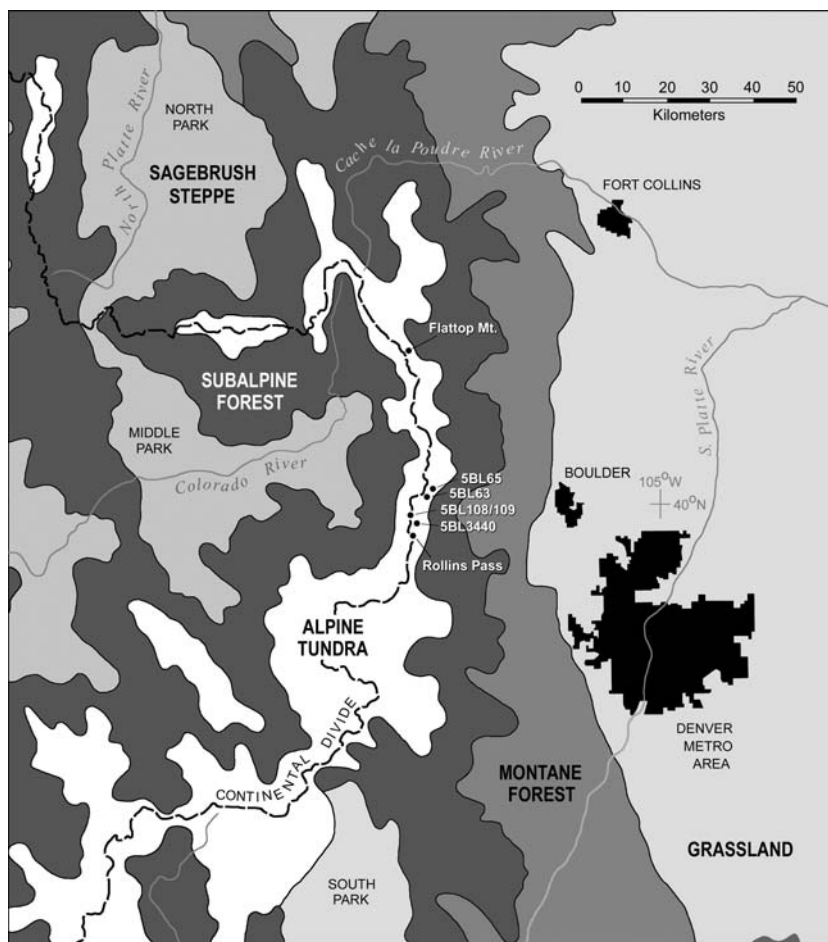 0 10 20 30 40 50
Kilometers
NORTH
PARK
North Platte River
SAGEBRUSH
STEPPE
Cache la Poudre River
FORT COLLINS
Flattop Mt.
S. Platte River
SUBALPINE
FOREST
MIDDLE
PARK
Colorado River
BOULDER
105°W
40°N
5BL65
5BL63
5BL108/109
5BL3440
Rollins Pass
ALPINE
TUNDRA
CONTINENTAL DIVIDE
DENVER
METRO
AREA
MONTANE
FOREST
GRASSLAND
SOUTH
PARK